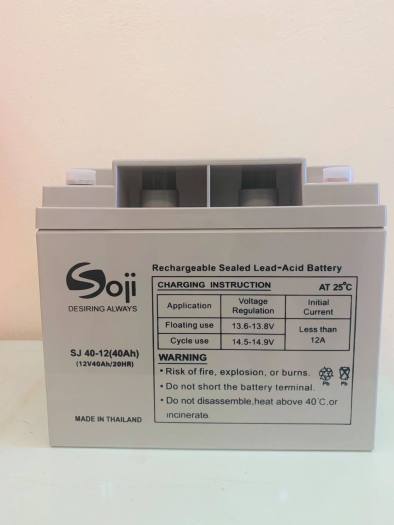 Soji
DESIRING ALWAYS
SJ 40-12(40Ah)
(12V40Ah/20HR)
MADE IN THAILAND
Rechargeable Sealed Lead-Acid Battery
CHARGING INSTRUCTION AT 25°C
Application Voltage Regulation Initial Current
Floating use 13.6-13.8V Less than 12A
Cycle use 14.5-14.9V
WARNING
• Risk of fire, explosion, or burns.
Pb Pb
• Do not short the battery terminal.
• Do not disassemble,heat above 40°C,or
incinerate.